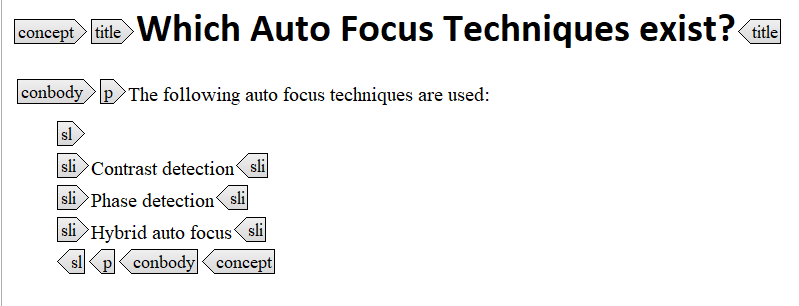 concept title Which Auto Focus Techniques exist? title
conbody p The following auto focus techniques are used:
sl
sli Contrast detection sli
sli Phase detection sli
sli Hybrid auto focus sli
sl p conbody concept